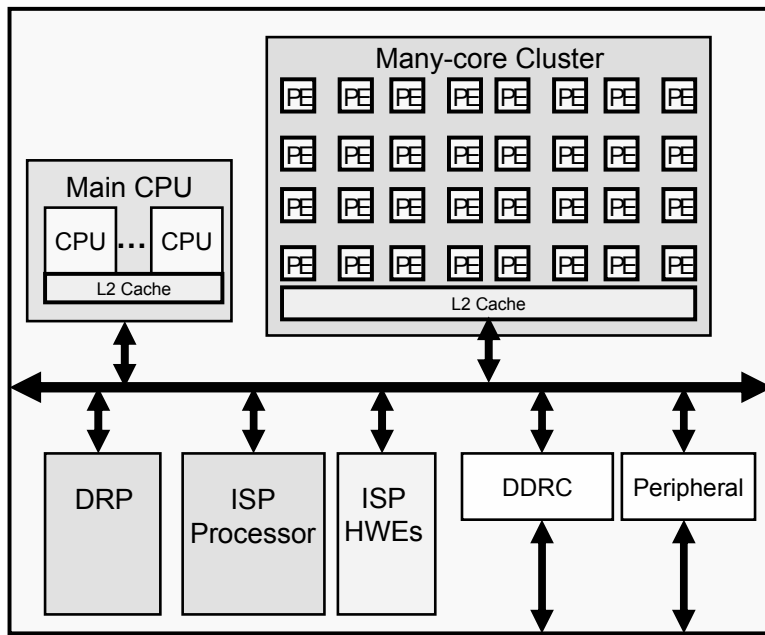 Many-core Cluster
PE PE PE PE PE PE PE PE
PE PE PE PE PE PE PE PE
PE PE PE PE PE PE PE PE
PE PE PE PE PE PE PE PE
L2 Cache
Main CPU
CPU ... CPU
L2 Cache
DRP
ISP
Processor
ISP
HWEs
DDRC
Peripheral